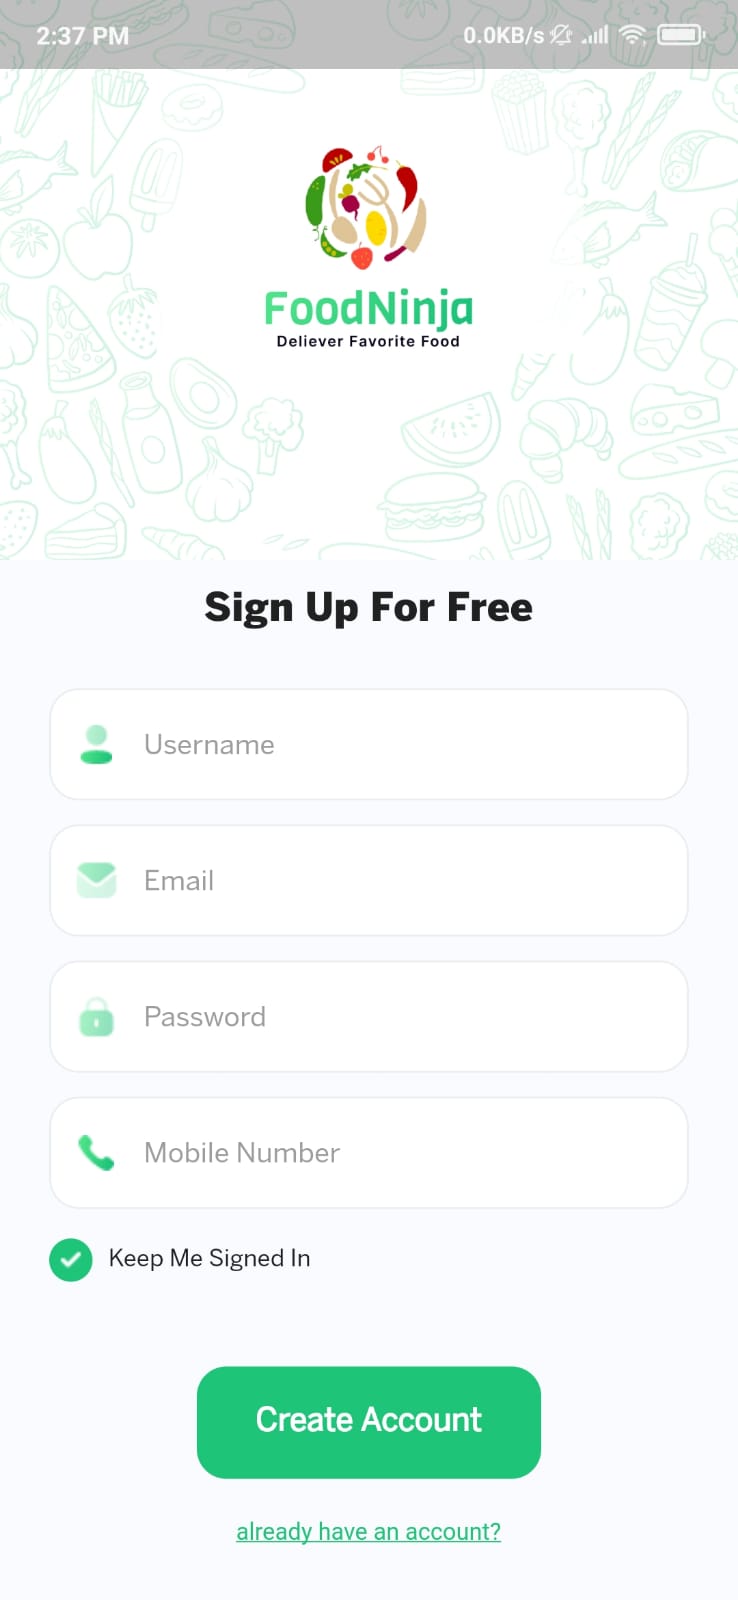 2:37 PM 0.0KB/s
FoodNinja
Deliever Favorite Food
Sign Up For Free
Username
Email
Password
Mobile Number
Keep Me Signed In
Create Account
already have an account?